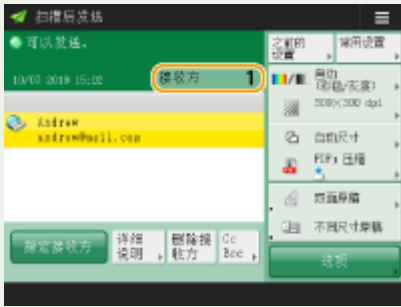 扫描后发送
可以发送。
10/03 2019 15:02
接收方 1
Andrew
andrew@mail.com
指定接收方
详细
说明
删除接
收方
Cc
Bcc
之前的
设置
常用设置
自动
(彩色/灰度)
300×300 dpi
自动尺寸
PDF; 压缩
双面原稿
不同尺寸原稿
选项